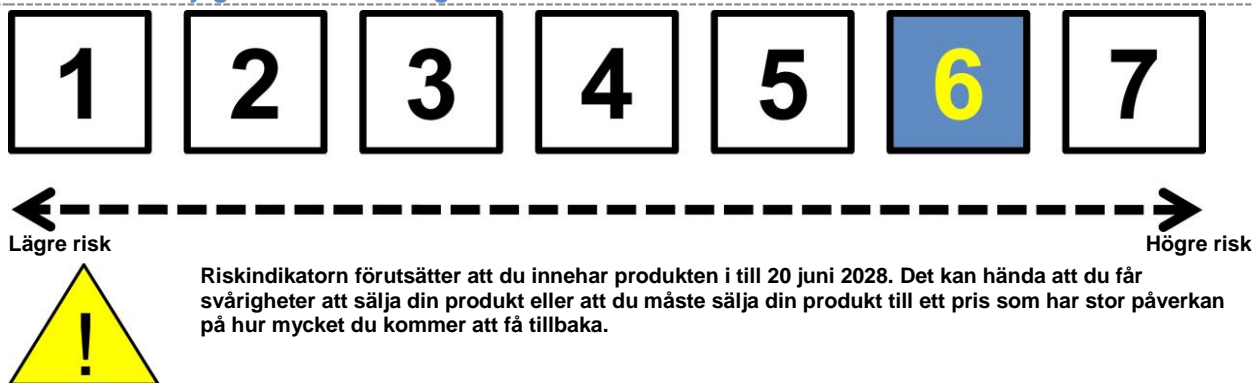 1 2 3 4 5 6 7
Lägre risk Högre risk
Riskindikatorn förutsätter att du innehar produkten i till 20 juni 2028. Det kan hända att du får
svårigheter att sälja din produkt eller att du måste sälja din produkt till ett pris som har stor påverkan
på hur mycket du kommer att få tillbaka.
!